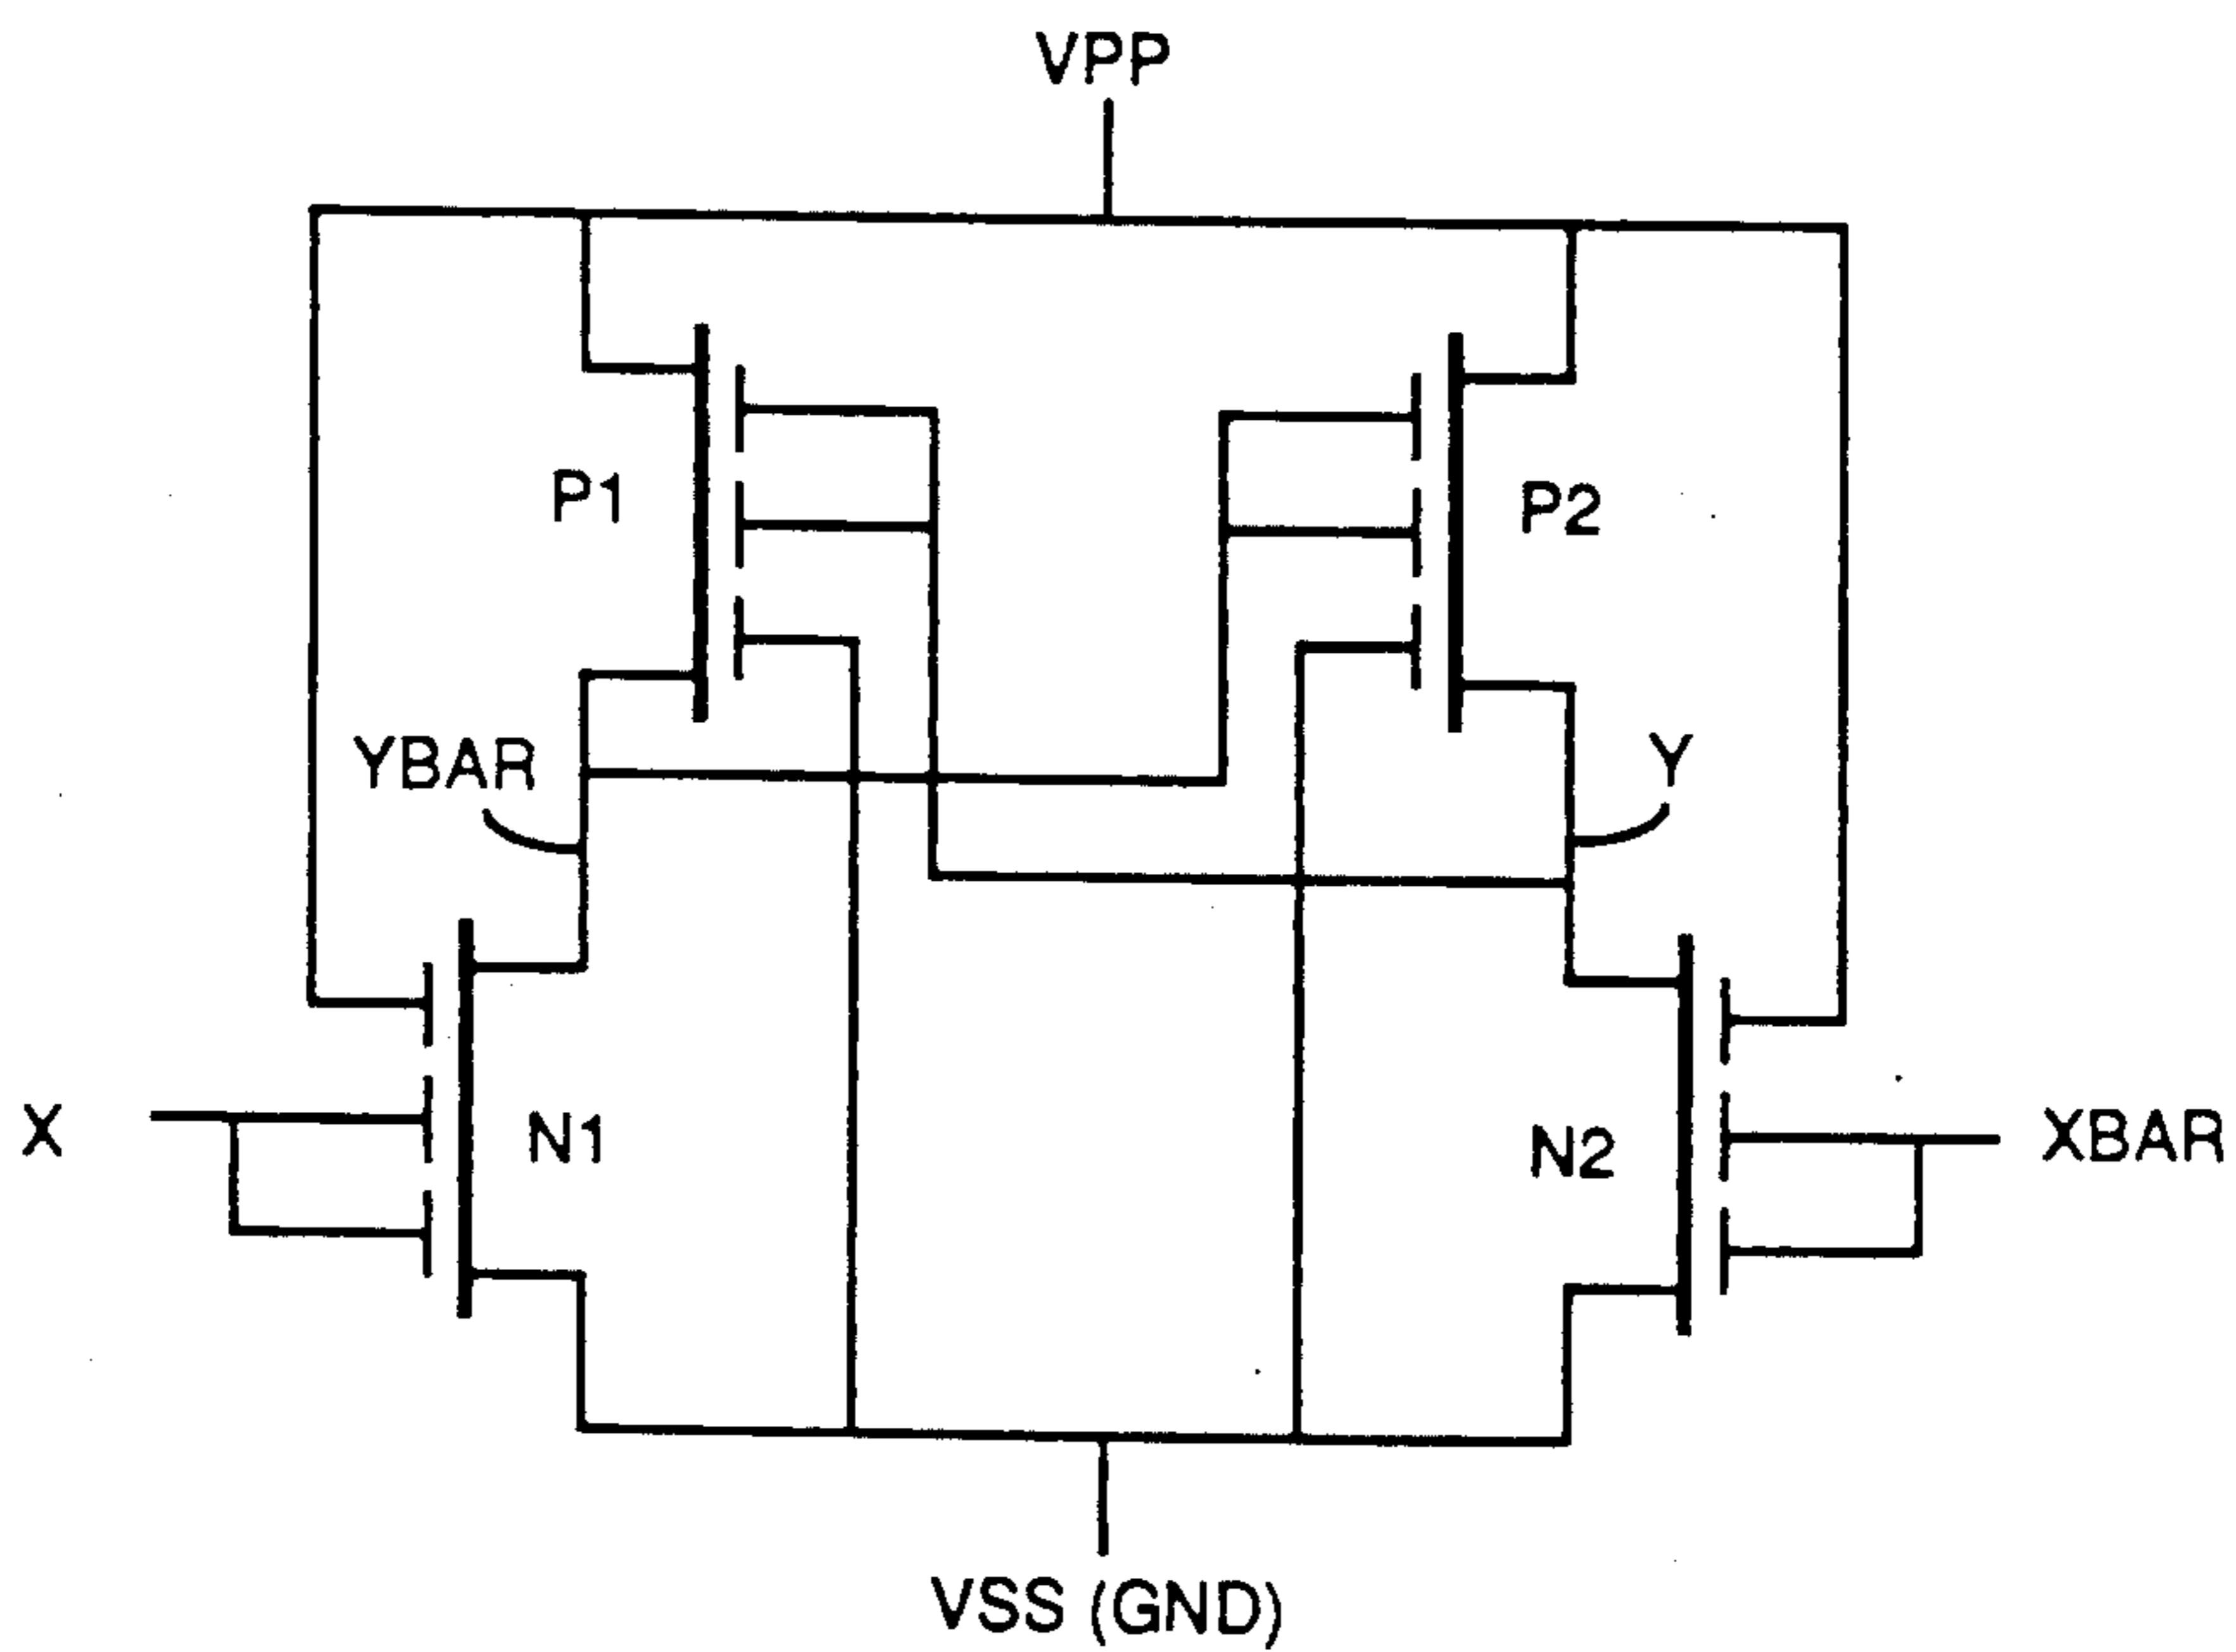 VPP
P1
P2
YBAR
Y
X
N1
N2
XBAR
VSS (GND)